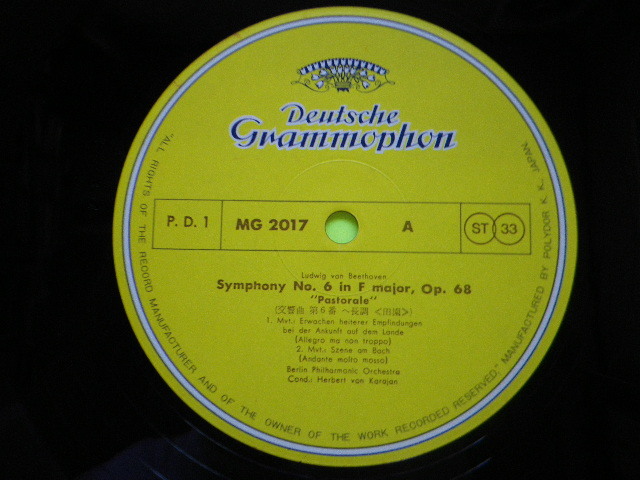 Deutsche
Grammophon
P. D. 1
MG 2017
A
ST 33
Ludwig van Beethoven
Symphony No. 6 in F major, Op. 68
"Pastorale"
(交響曲 第6番 ヘ長調 <田園>)
1. Mvt.: Erwachen heiterer Empfindungen
bei der Ankunft auf dem Lande
(Allegro ma non troppo)
2. Mvt.: Szene am Bach
(Andante molto mosso)
Berlin Philharmonic Orchestra
Cond.: Herbert von Karajan
"ALL RIGHTS OF THE RECORD MANUFACTURER AND OF THE OWNER OF THE WORK RECORDED RESERVED." MANUFACTURED BY POLYDOR K. K., JAPAN